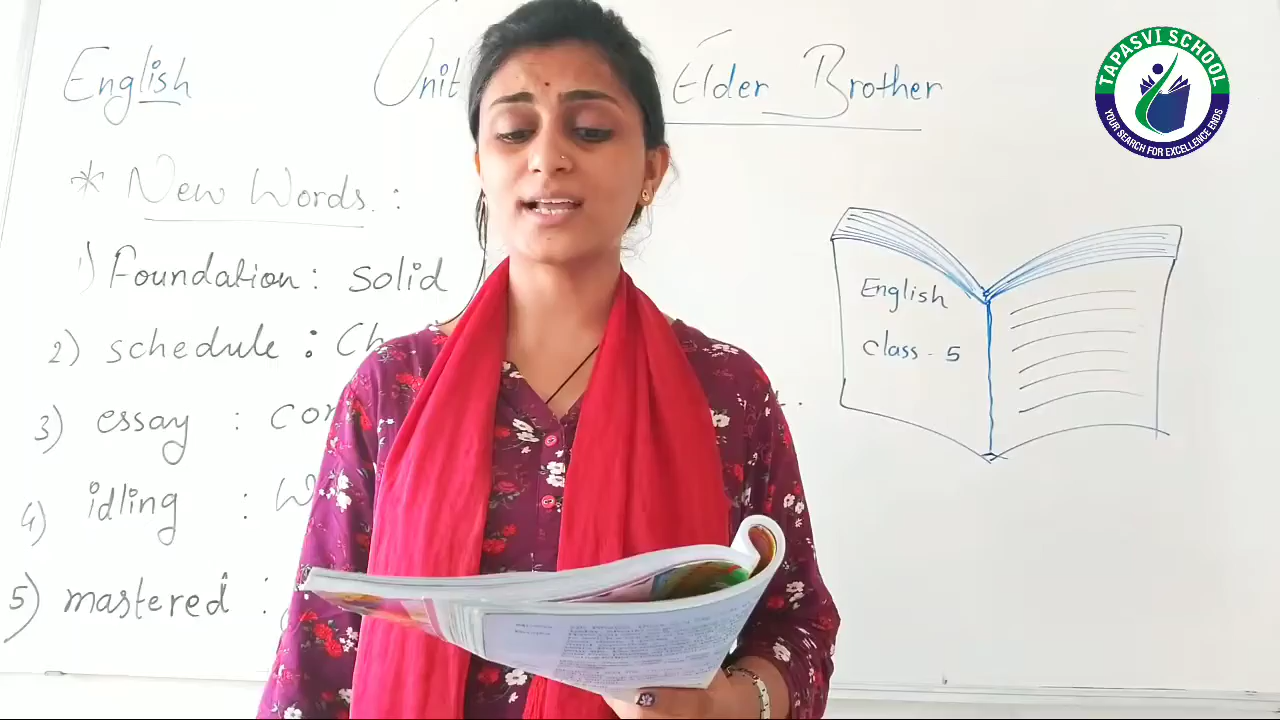 English Unit Elder Brother
* New Words :
1) Foundation : solid
2) schedule : Ch
3) essay : con
4) idling : W
5) mastered :
English
Class - 5
TAPASVI SCHOOL
YOUR SEARCH FOR EXCELLENCE ENDS